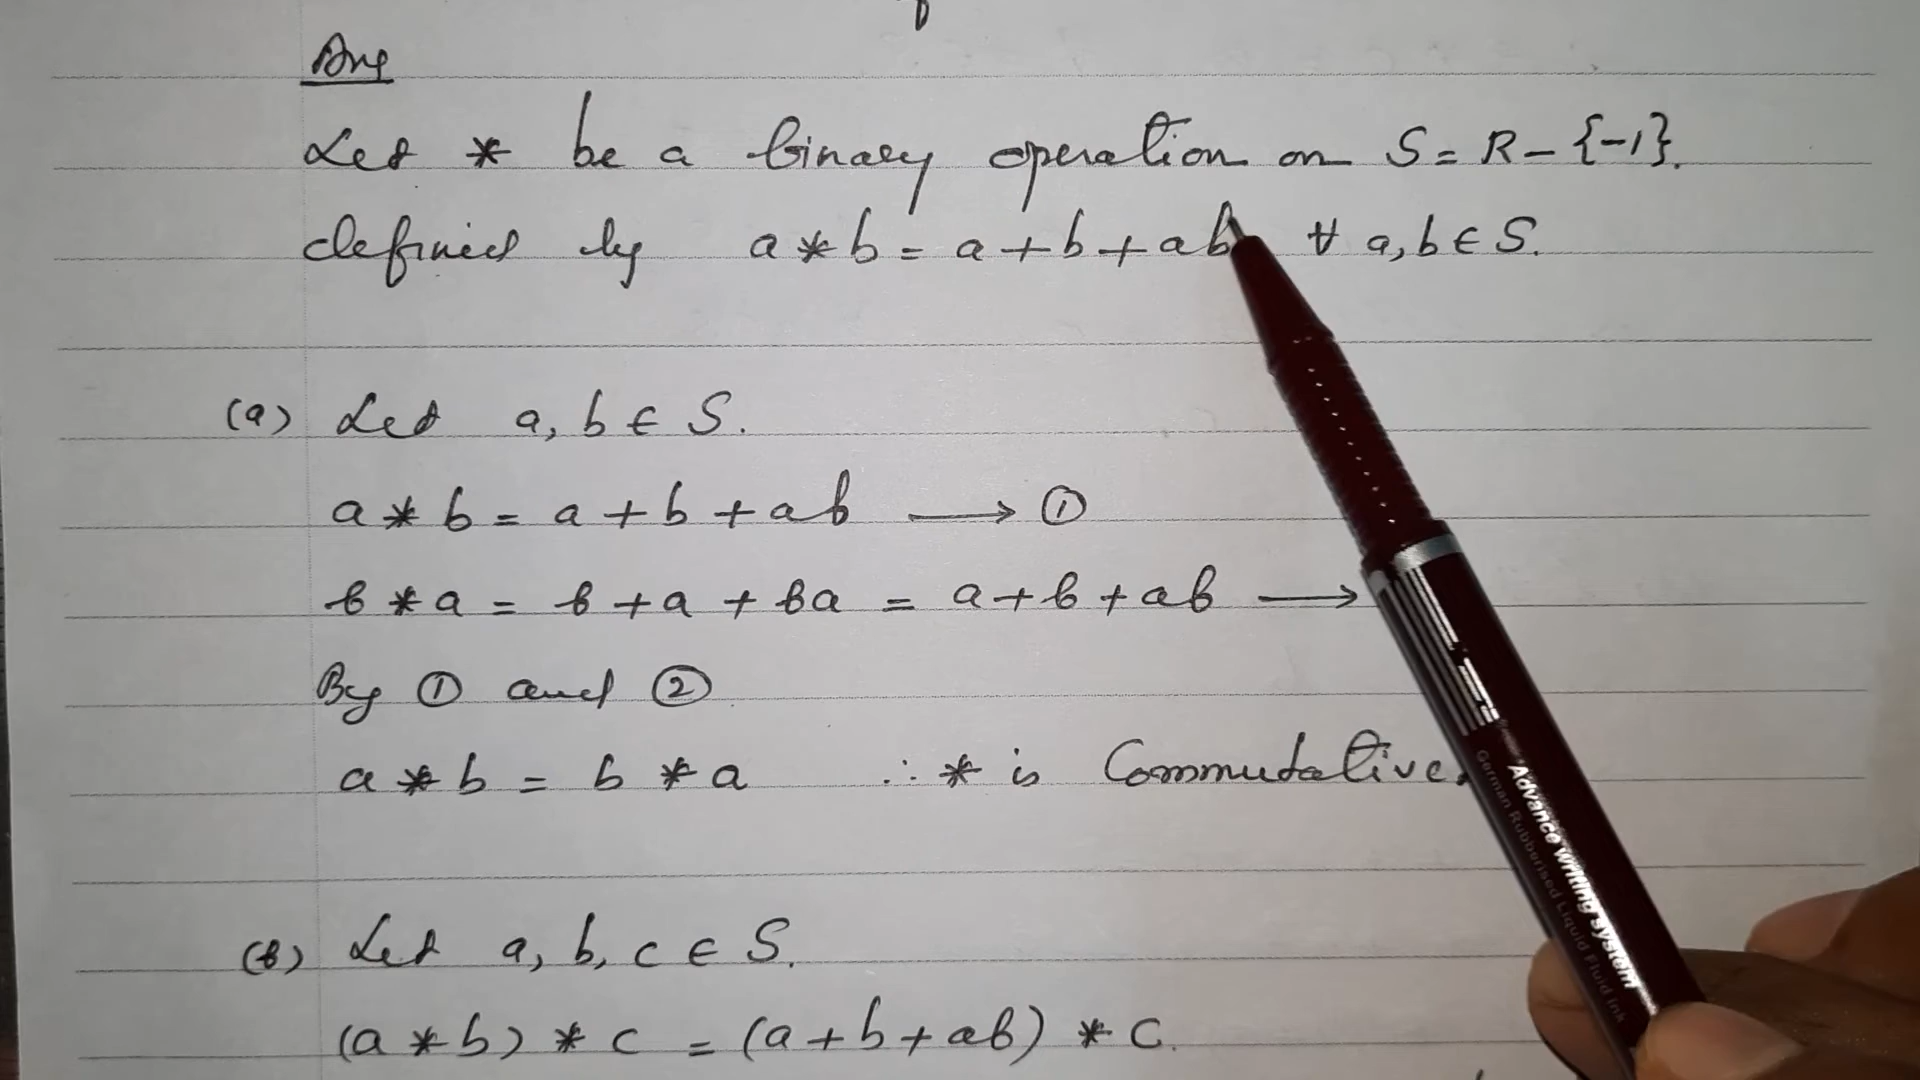 Ans
Let * be a binary operation on S = R - {-1}.
defined by a * b = a + b + ab ∀ a, b ∈ S.
(a) Let a, b ∈ S.
a * b = a + b + ab ⟶ ①
b * a = b + a + ba = a + b + ab ⟶
By ① and ②
a * b = b * a ∴ * is Commutative.
(b) Let a, b, c ∈ S.
(a * b) * c = (a + b + ab) * c.
Advance writing system
German Rubberised Liquid Fluid Ink